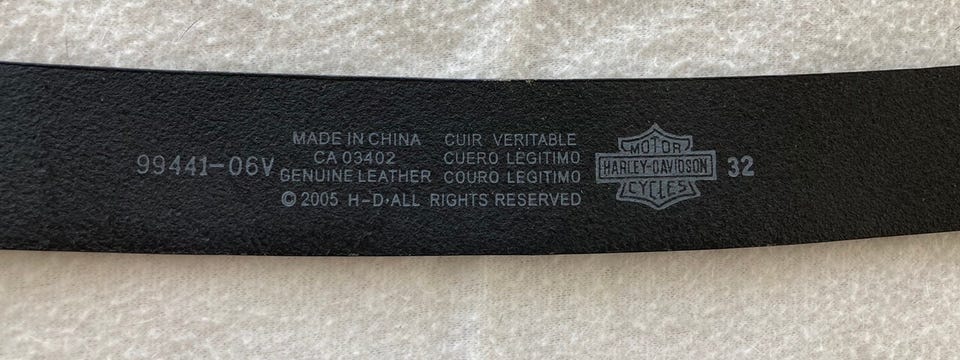 99441-06V
MADE IN CHINA CUIR VERITABLE
CA 03402 CUERO LEGITIMO
GENUINE LEATHER COURO LEGITIMO
© 2005 H-D·ALL RIGHTS RESERVED
MOTOR
HARLEY-DAVIDSON
CYCLES
32